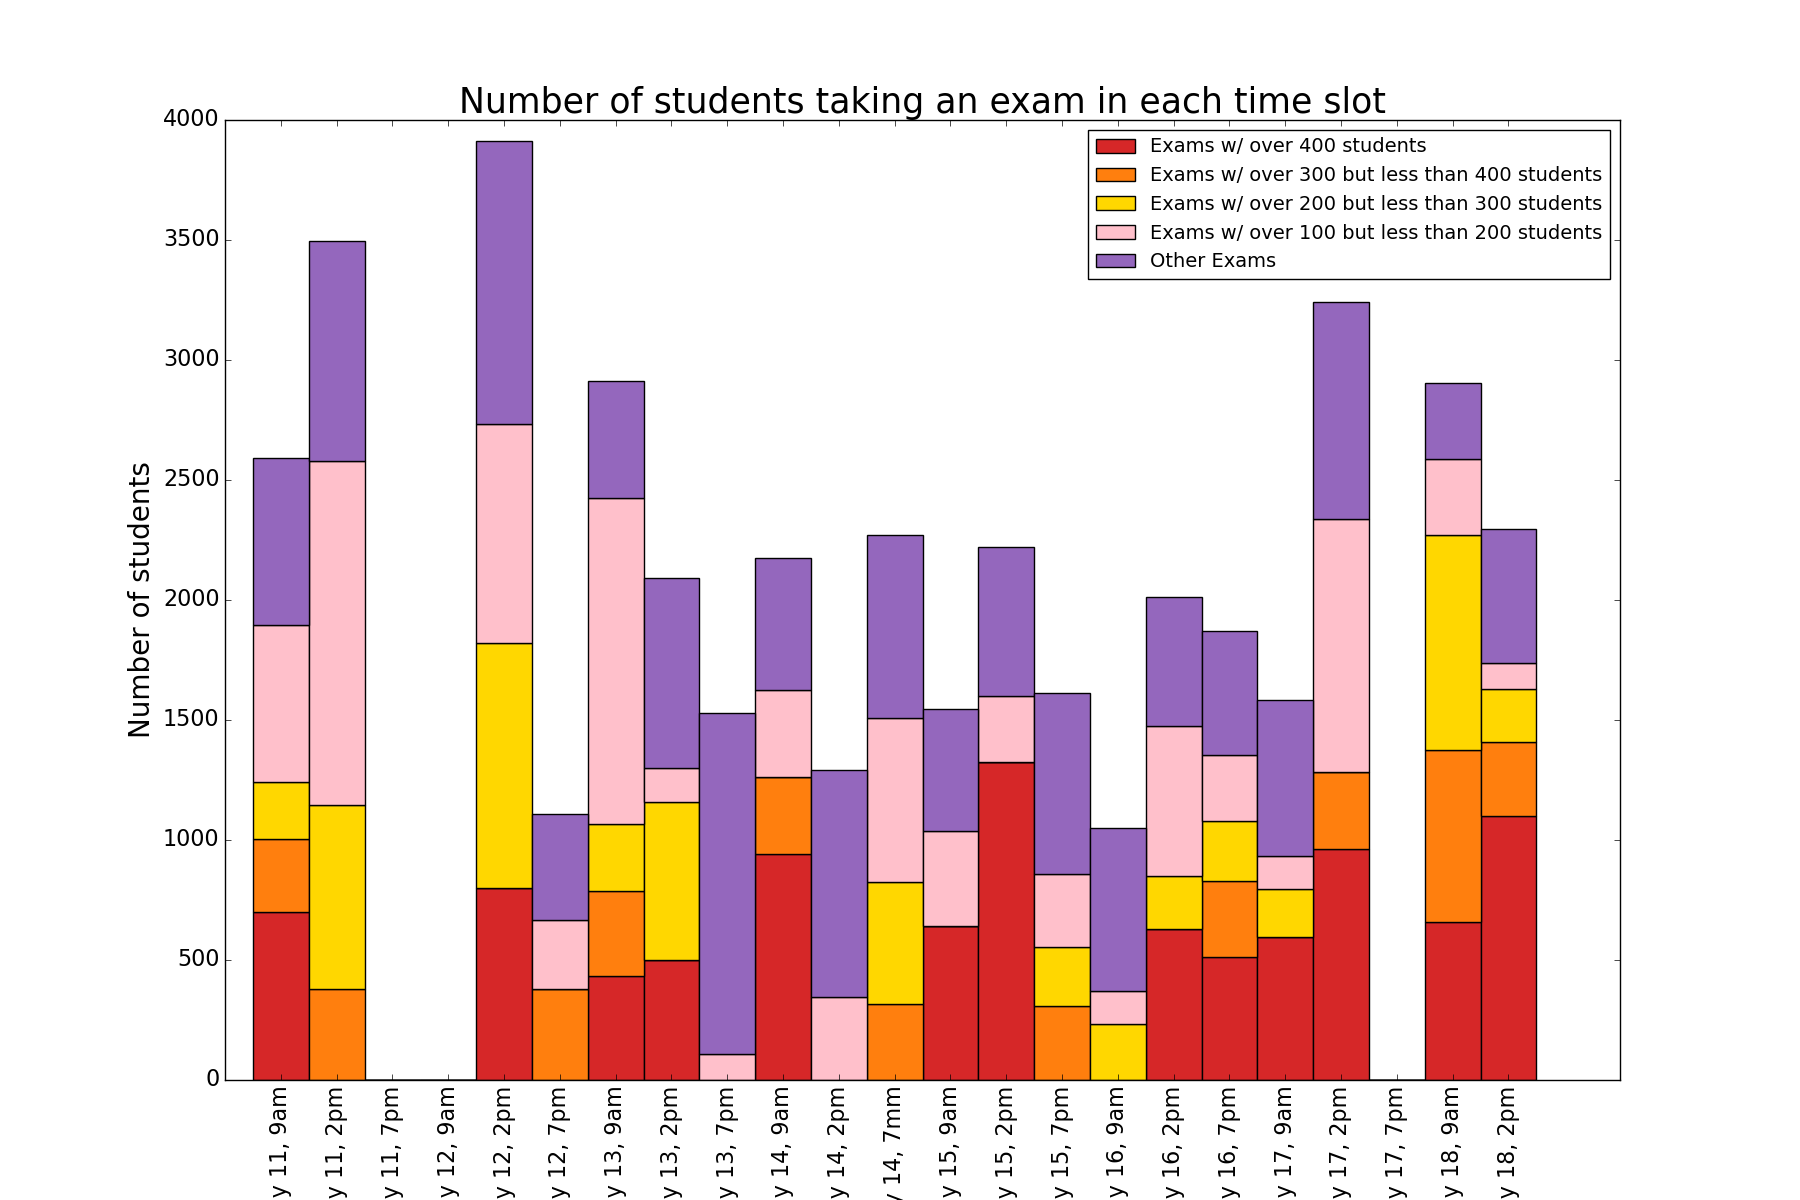 Number of students taking an exam in each time slot
Exams w/ over 400 students
Exams w/ over 300 but less than 400 students
Exams w/ over 200 but less than 300 students
Exams w/ over 100 but less than 200 students
Other Exams
Number of students
4000
3500
3000
2500
2000
1500
1000
500
0
y 11, 9am
y 11, 2pm
y 11, 7pm
y 12, 9am
y 12, 2pm
y 12, 7pm
y 13, 9am
y 13, 2pm
y 13, 7pm
y 14, 9am
y 14, 2pm
y 14, 7mm
y 15, 9am
y 15, 2pm
y 15, 7pm
y 16, 9am
y 16, 2pm
y 16, 7pm
y 17, 9am
y 17, 2pm
y 17, 7pm
y 18, 9am
y 18, 2pm